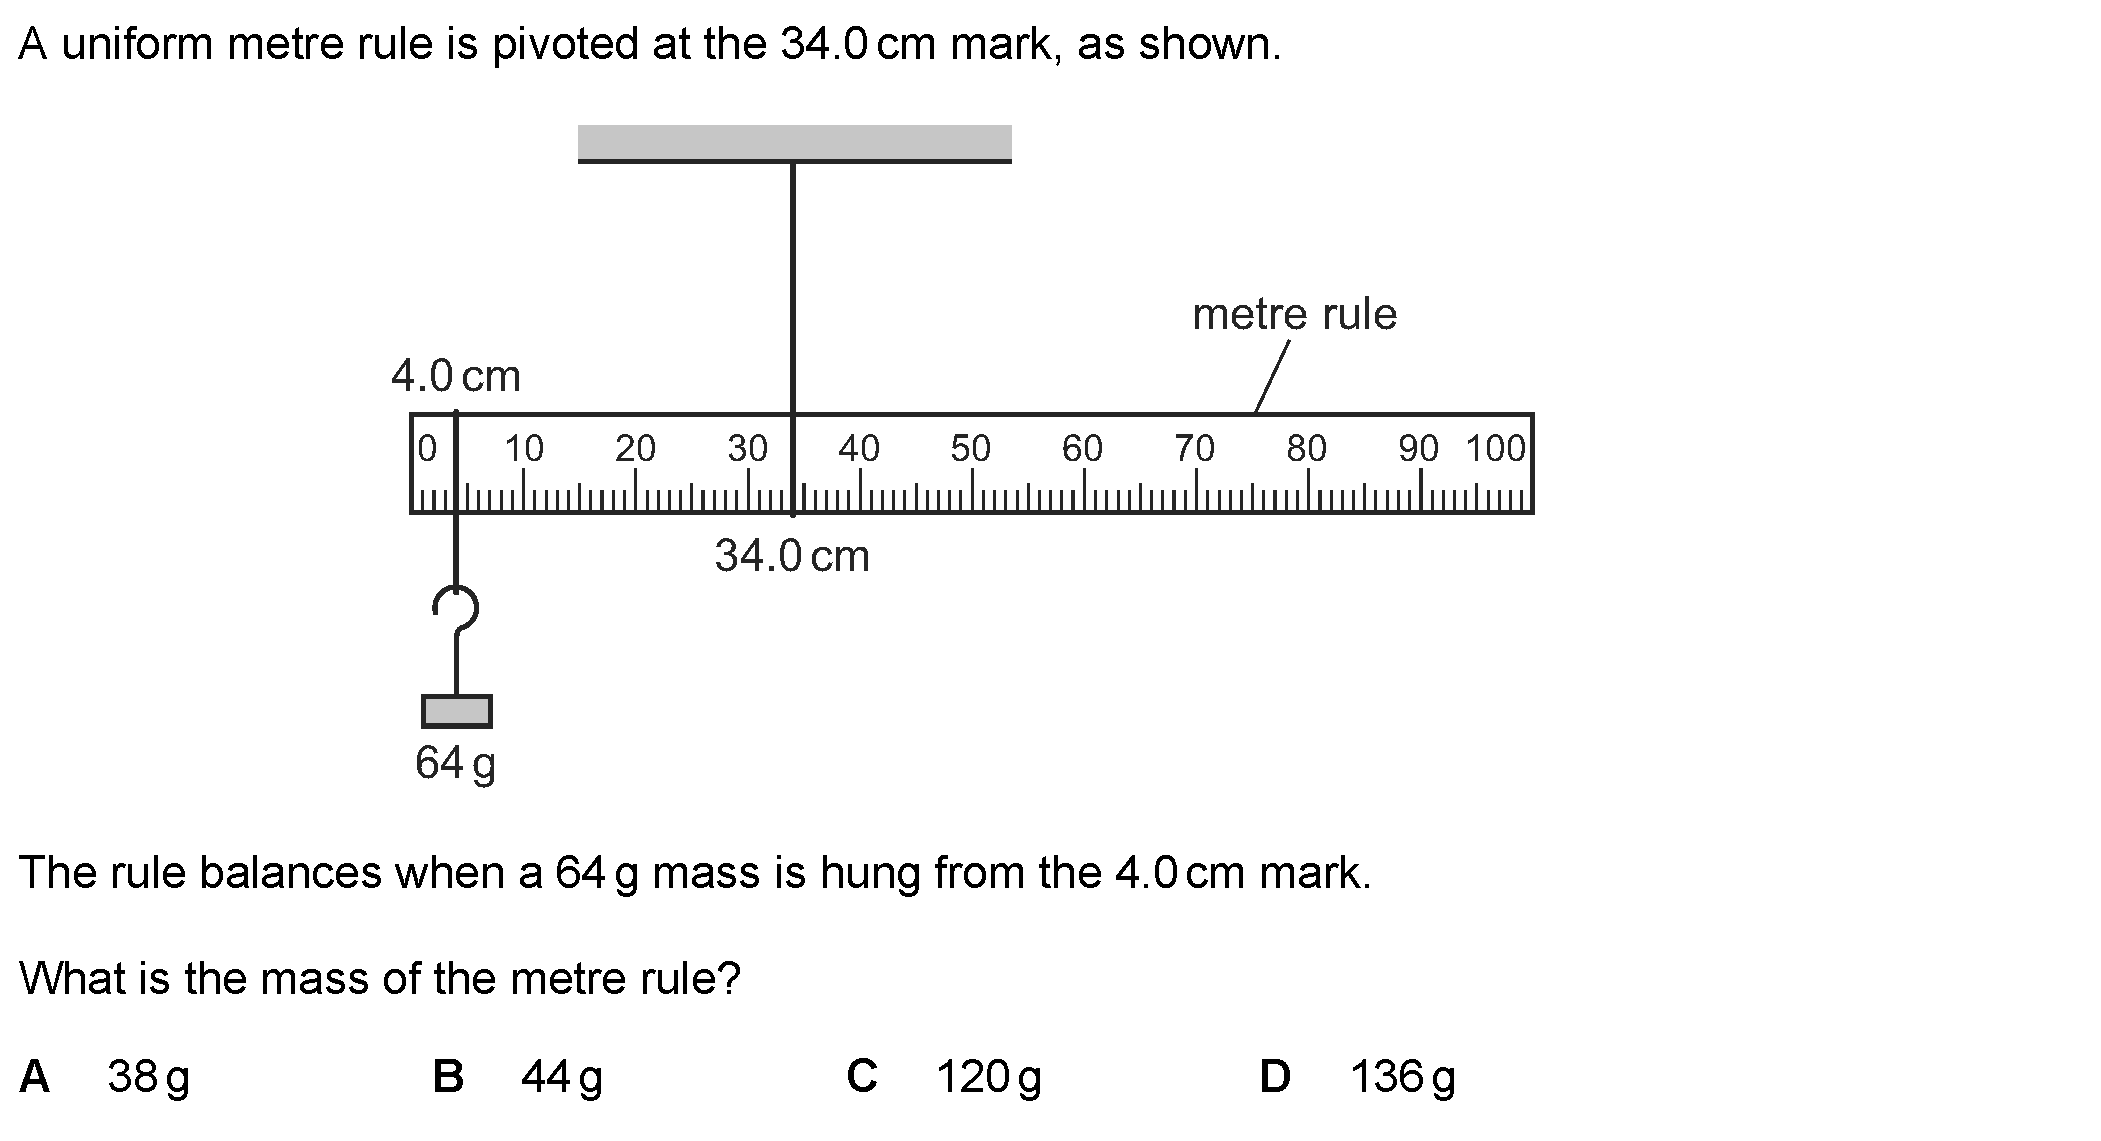 A uniform metre rule is pivoted at the 34.0 cm mark, as shown.
metre rule
4.0 cm
0 10 20 30 40 50 60 70 80 90 100
34.0 cm
64 g
The rule balances when a 64 g mass is hung from the 4.0 cm mark.
What is the mass of the metre rule?
A 38 g B 44 g C 120 g D 136 g